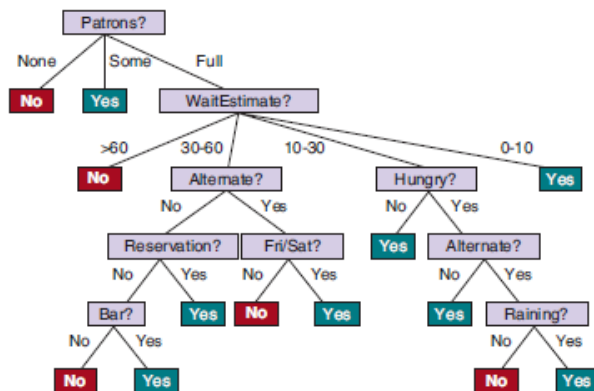 Patrons?
None Some Full
No Yes WaitEstimate?
>60 30-60 10-30 0-10
No Alternate? Hungry? Yes
No Yes No Yes
Reservation? Fri/Sat? Yes Alternate?
No Yes No Yes No Yes
Bar? Yes No Yes Yes Raining?
No Yes No Yes
No Yes No Yes